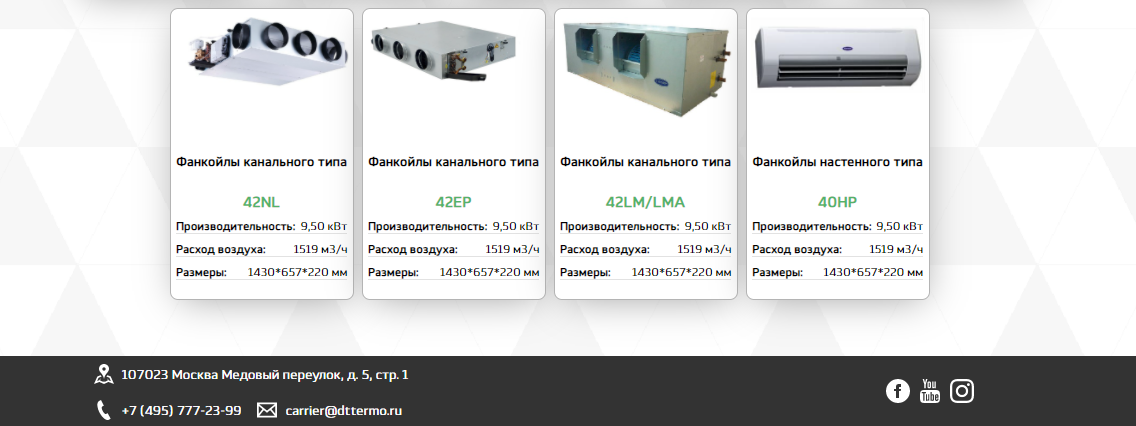 Фанкойлы канального типа
42NL
Производительность: 9,50 кВт
Расход воздуха: 1519 м3/ч
Размеры: 1430*657*220 мм
Фанкойлы канального типа
42EP
Производительность: 9,50 кВт
Расход воздуха: 1519 м3/ч
Размеры: 1430*657*220 мм
Фанкойлы канального типа
42LM/LMA
Производительность: 9,50 кВт
Расход воздуха: 1519 м3/ч
Размеры: 1430*657*220 мм
Фанкойлы настенного типа
40HP
Производительность: 9,50 кВт
Расход воздуха: 1519 м3/ч
Размеры: 1430*657*220 мм
107023 Москва Медовый переулок, д. 5, стр. 1
+7 (495) 777-23-99 carrier@dttermo.ru
You
Tube